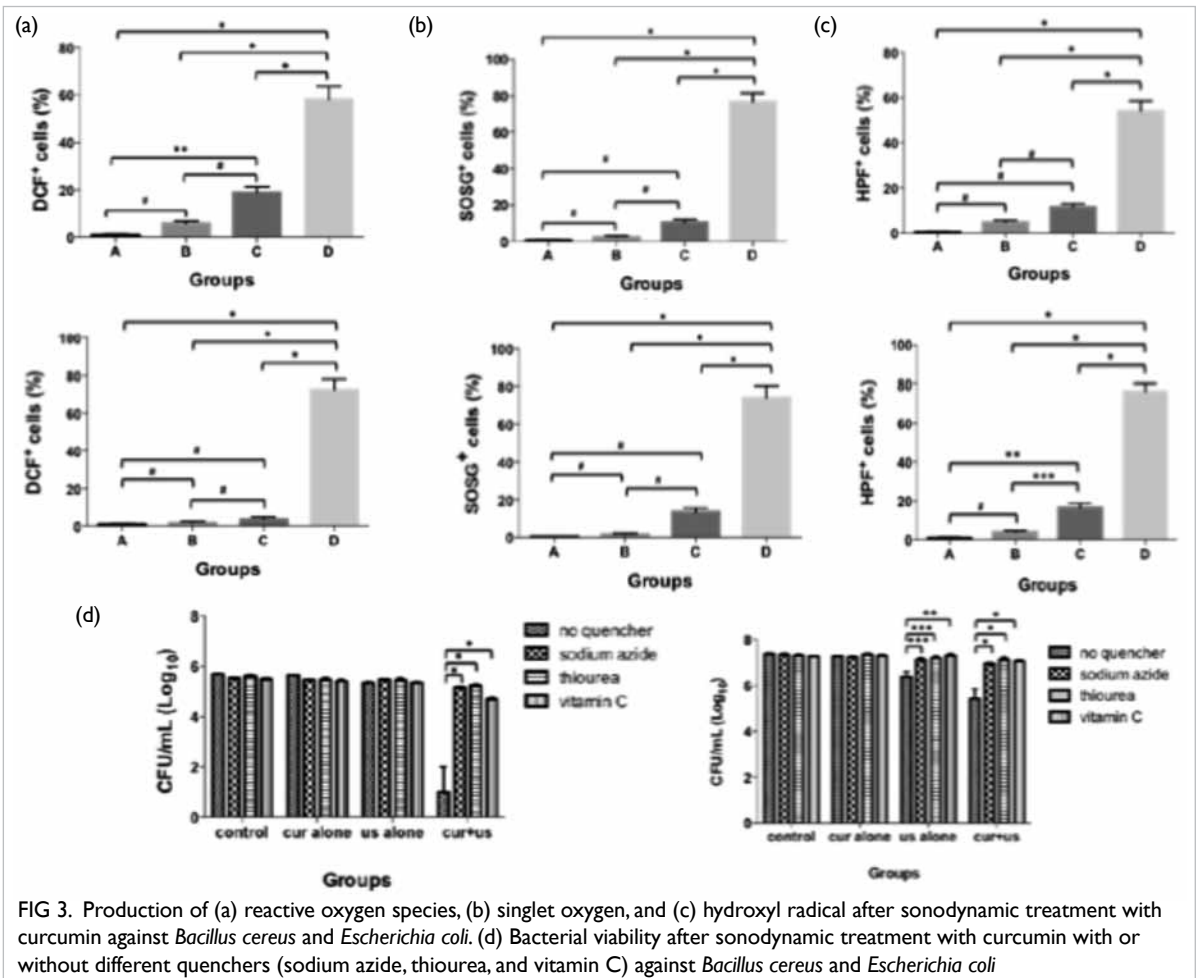 (a)
*
*
*
**
#
#
DCF⁺ cells (%)
80
60
40
20
0
A B C D
Groups
(b)
*
*
*
#
#
#
SOSG⁺ cells (%)
100
80
60
40
20
0
A B C D
Groups
(c)
*
*
*
#
#
#
HPF⁺ cells (%)
80
60
40
20
0
A B C D
Groups
*
*
*
#
#
#
DCF⁺ cells (%)
100
80
60
40
20
0
A B C D
Groups
*
*
*
#
#
#
SOSG⁺ cells (%)
100
80
60
40
20
0
A B C D
Groups
*
*
*
**
***
#
HPF⁺ cells (%)
100
80
60
40
20
0
A B C D
Groups
(d)
CFU/mL (Log₁₀)
8
6
4
2
0
*
*
*
control cur alone us alone cur+us
Groups
no quencher
sodium azide
thiourea
vitamin C
CFU/mL (Log₁₀)
8
6
4
2
0
**
***
***
*
*
*
control cur alone us alone cur+us
Groups
no quencher
sodium azide
thiourea
vitamin C
FIG 3. Production of (a) reactive oxygen species, (b) singlet oxygen, and (c) hydroxyl radical after sonodynamic treatment with
curcumin against Bacillus cereus and Escherichia coli. (d) Bacterial viability after sonodynamic treatment with curcumin with or
without different quenchers (sodium azide, thiourea, and vitamin C) against Bacillus cereus and Escherichia coli